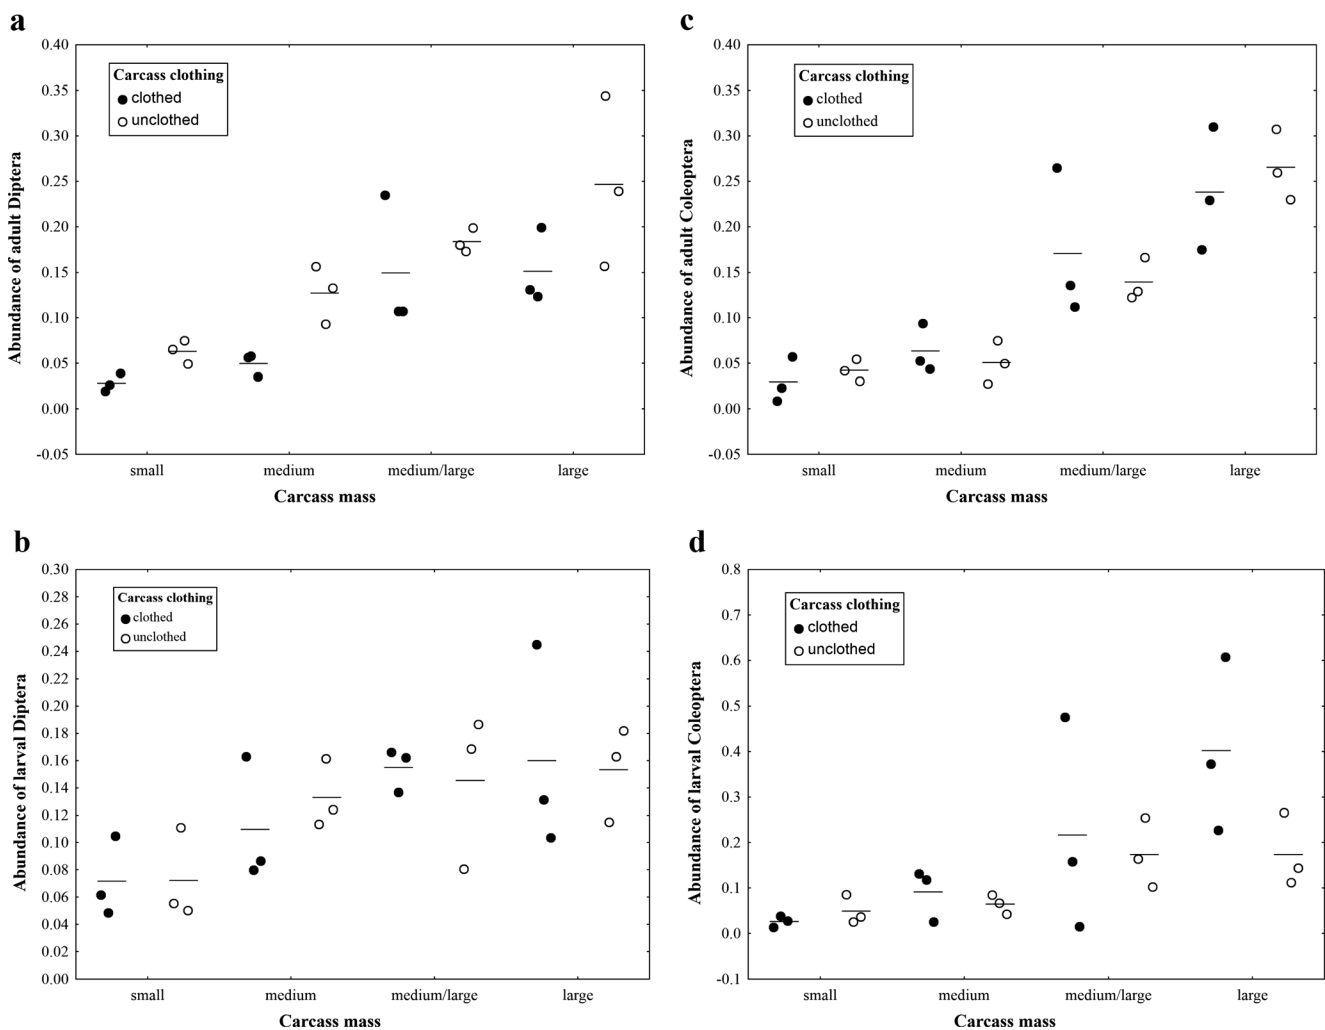 a
Abundance of adult Diptera
0.40
0.35
0.30
0.25
0.20
0.15
0.10
0.05
0.00
-0.05
Carcass clothing
clothed
unclothed
small medium medium/large large
Carcass mass
c
Abundance of adult Coleoptera
0.40
0.35
0.30
0.25
0.20
0.15
0.10
0.05
0.00
-0.05
Carcass clothing
clothed
unclothed
small medium medium/large large
Carcass mass
b
Abundance of larval Diptera
0.30
0.28
0.26
0.24
0.22
0.20
0.18
0.16
0.14
0.12
0.10
0.08
0.06
0.04
0.02
0.00
Carcass clothing
clothed
unclothed
small medium medium/large large
Carcass mass
d
Abundance of larval Coleoptera
0.8
0.7
0.6
0.5
0.4
0.3
0.2
0.1
0.0
-0.1
Carcass clothing
clothed
unclothed
small medium medium/large large
Carcass mass